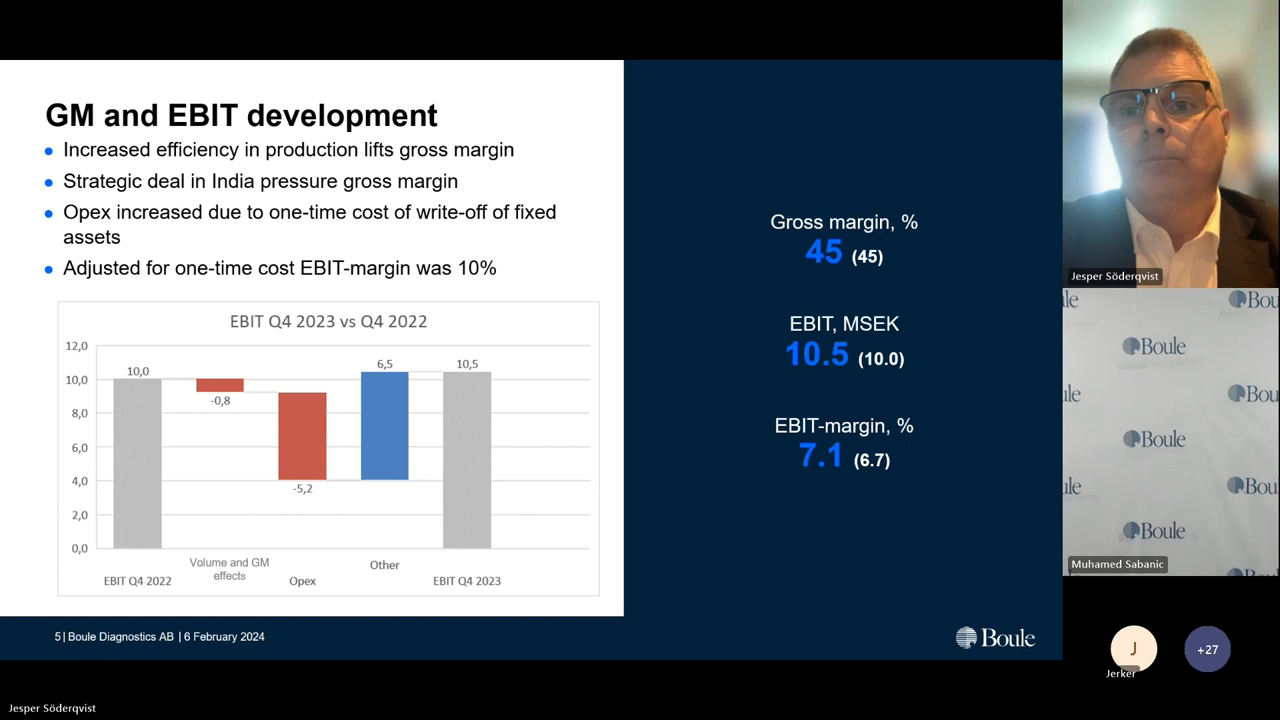 GM and EBIT development
Increased efficiency in production lifts gross margin
Strategic deal in India pressure gross margin
Opex increased due to one-time cost of write-off of fixed
assets
Adjusted for one-time cost EBIT-margin was 10%
EBIT Q4 2023 vs Q4 2022
12,0
10,0
8,0
6,0
4,0
2,0
0,0
10,0
-0,8
-5,2
6,5
10,5
EBIT Q4 2022
Volume and GM
effects
Opex
Other
EBIT Q4 2023
Gross margin, %
45 (45)
EBIT, MSEK
10.5 (10.0)
EBIT-margin, %
7.1 (6.7)
5| Boule Diagnostics AB | 6 February 2024
Boule
Jesper Söderqvist
le
Bou
Boule
le
Bou
Boule
le
Bou
Boule
Muhamed Sabanic
J
Jerker
+27
Jesper Söderqvist